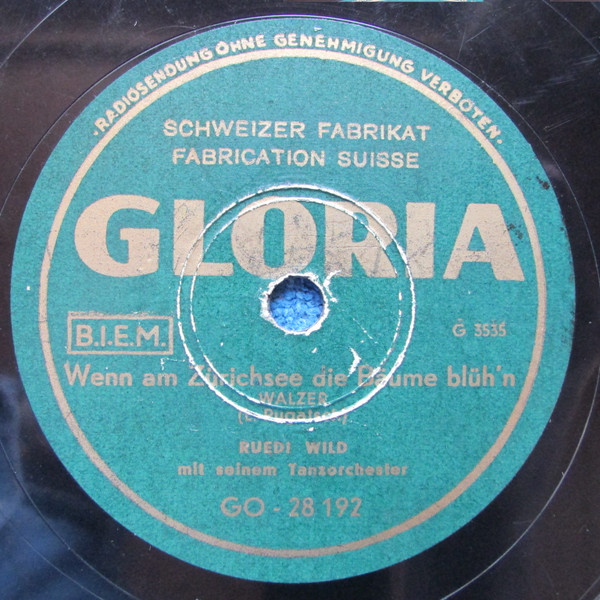 ·RADIOSENDUNG OHNE GENEHMIGUNG VERBOTEN·
SCHWEIZER FABRIKAT
FABRICATION SUISSE
GLORIA
B.I.E.M.
G 3535
Wenn am Zürichsee die Bäume blüh'n
WALZER
RUEDI WILD
mit seinem Tanzorchester
GO - 28 192